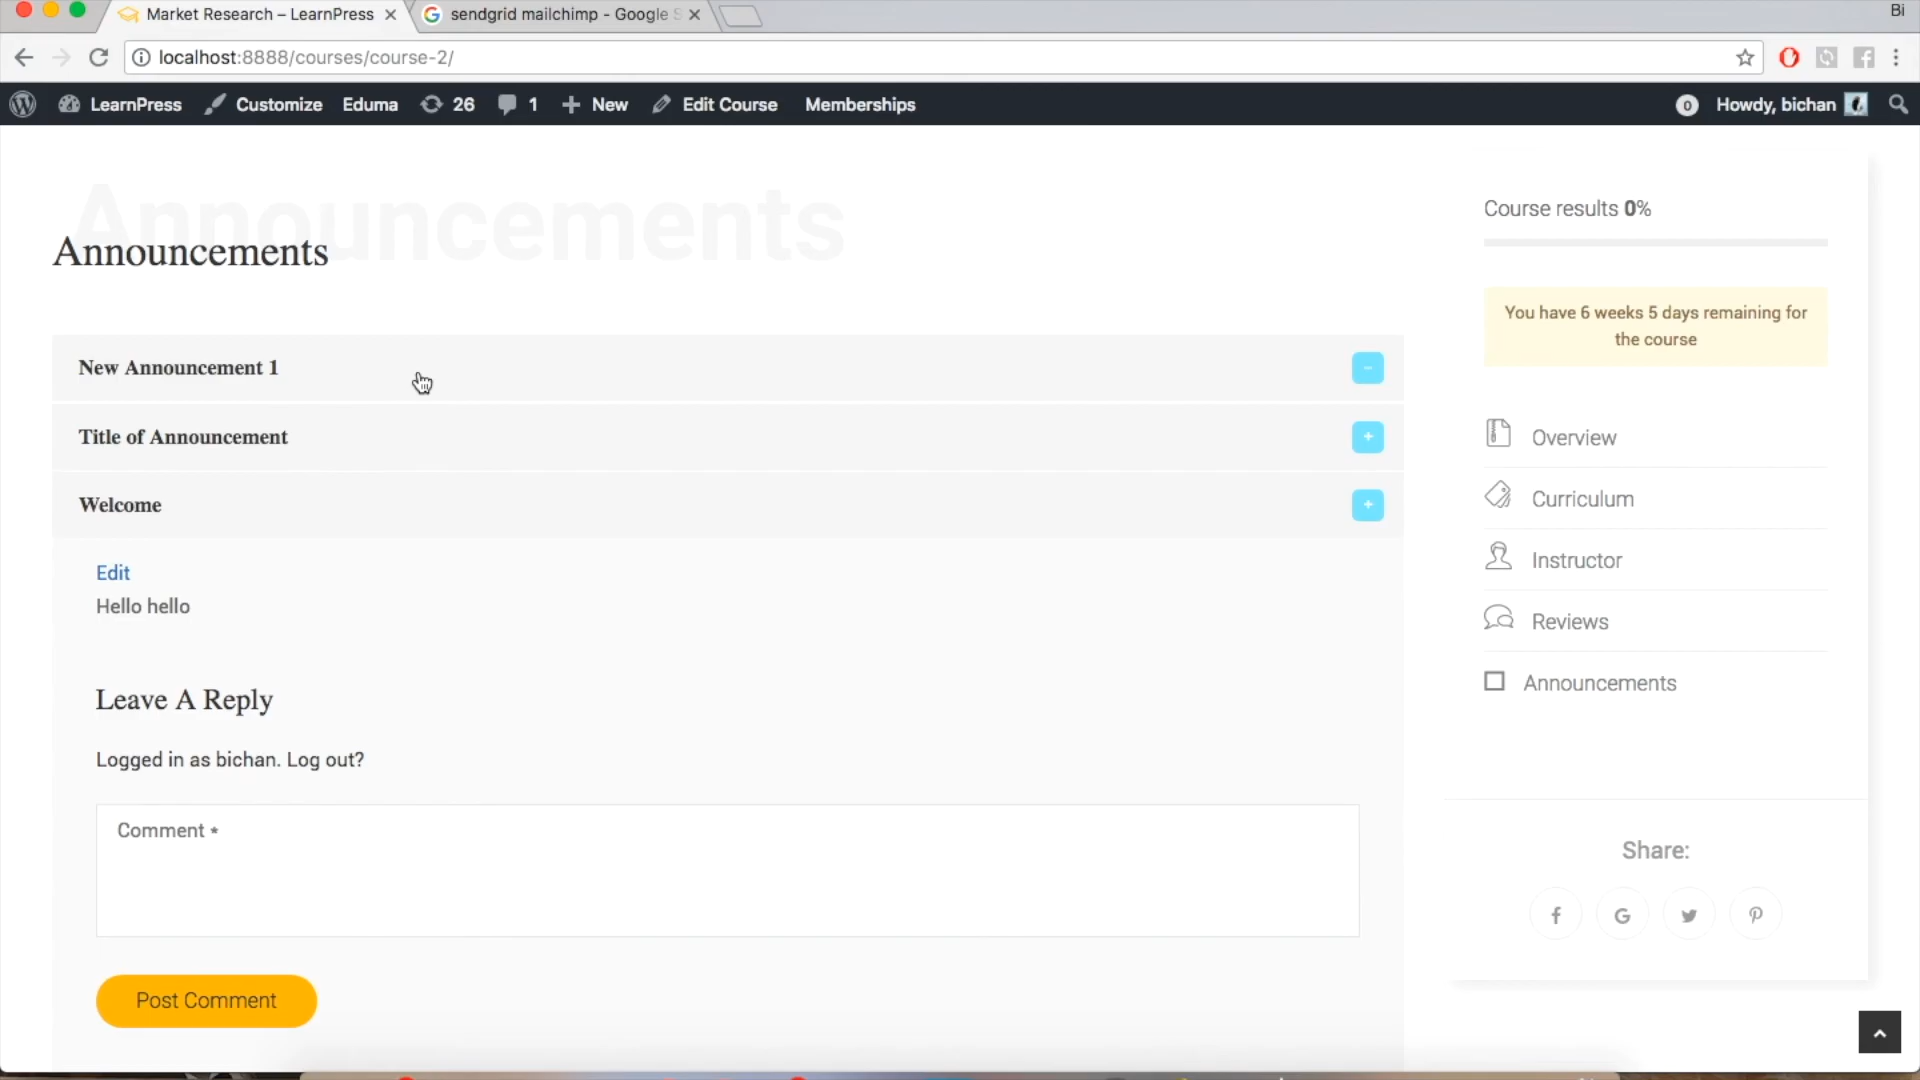 Market Research – LearnPress
sendgrid mailchimp - Google S
Bi
localhost:8888/courses/course-2/
LearnPress Customize Eduma 26 1 New Edit Course Memberships 0 Howdy, bichan
Announcements
Announcements
New Announcement 1
Title of Announcement
Welcome
Edit
Hello hello
Leave A Reply
Logged in as bichan. Log out?
Comment *
Post Comment
Course results 0%
You have 6 weeks 5 days remaining for
the course
Overview
Curriculum
Instructor
Reviews
Announcements
Share: